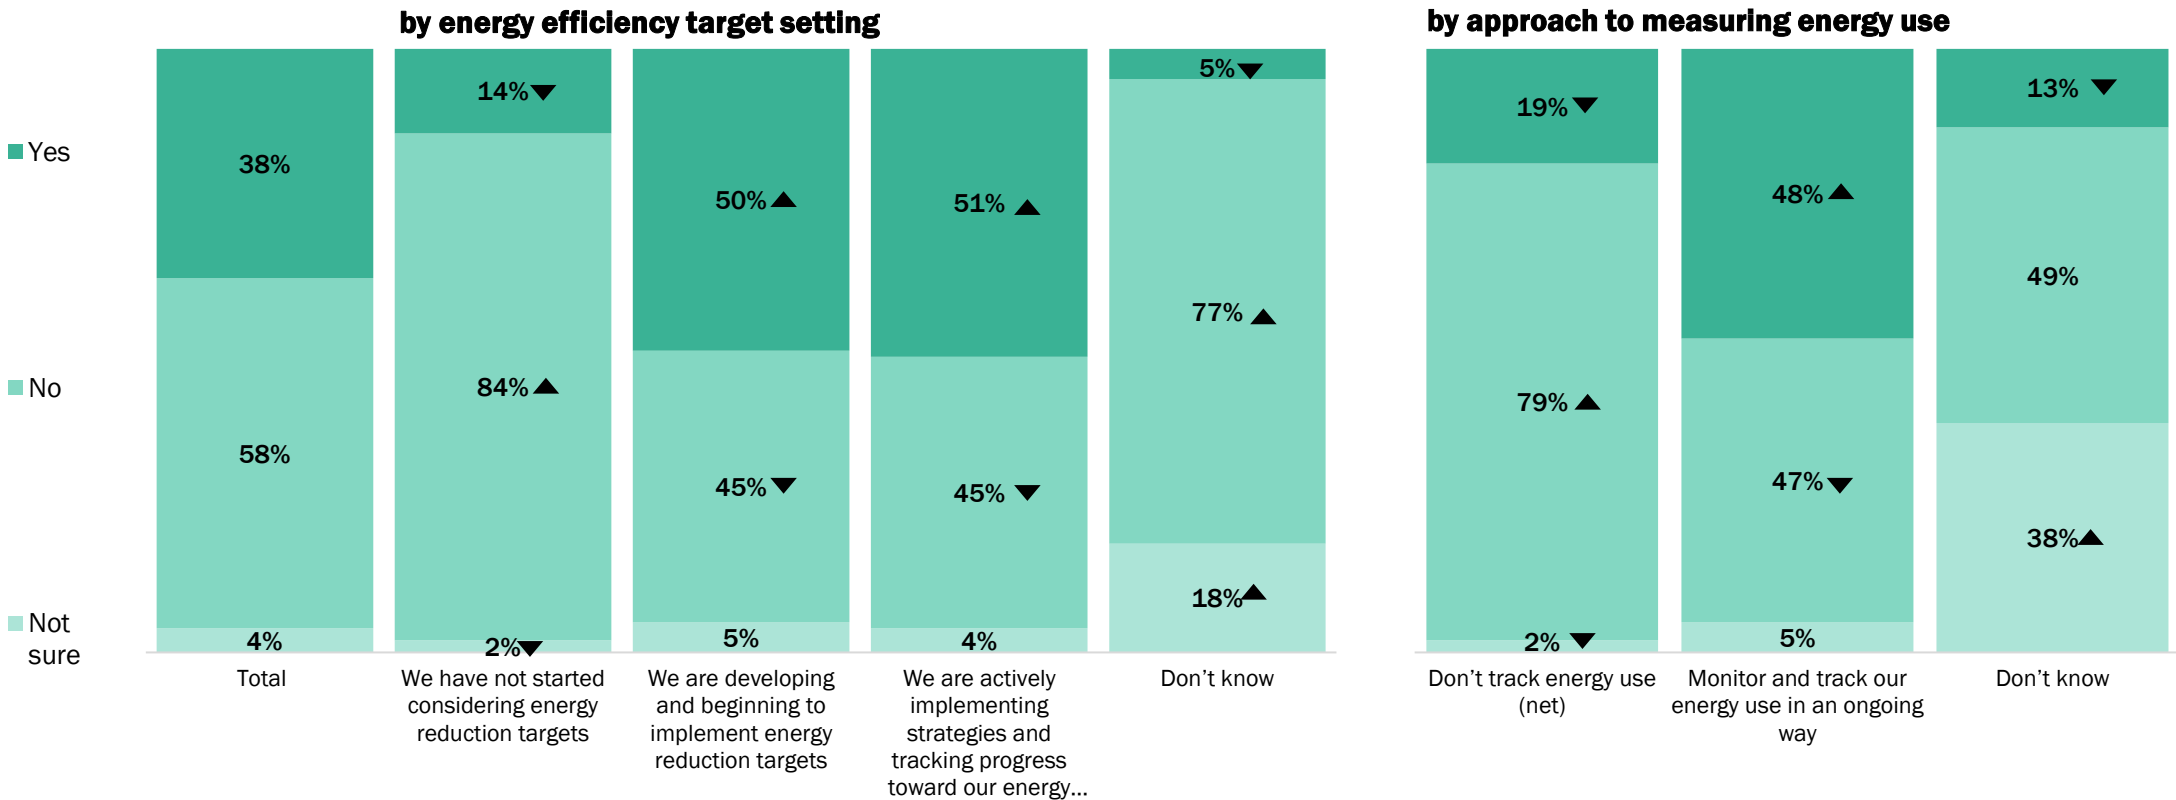 by energy efficiency target setting
by approach to measuring energy use
Yes
No
Not
sure
38%
58%
4%
14%▼
84%▲
2%▼
50%▲
45%▼
5%
51% ▲
45% ▼
4%
5%▼
77% ▲
18%▲
Total
We have not started
considering energy
reduction targets
We are developing
and beginning to
implement energy
reduction targets
We are actively
implementing
strategies and
tracking progress
toward our energy...
Don't know
19%▼
79% ▲
2% ▼
48%▲
47%▼
5%
13% ▼
49%
38%▲
Don't track energy use
(net)
Monitor and track our
energy use in an ongoing
way
Don't know